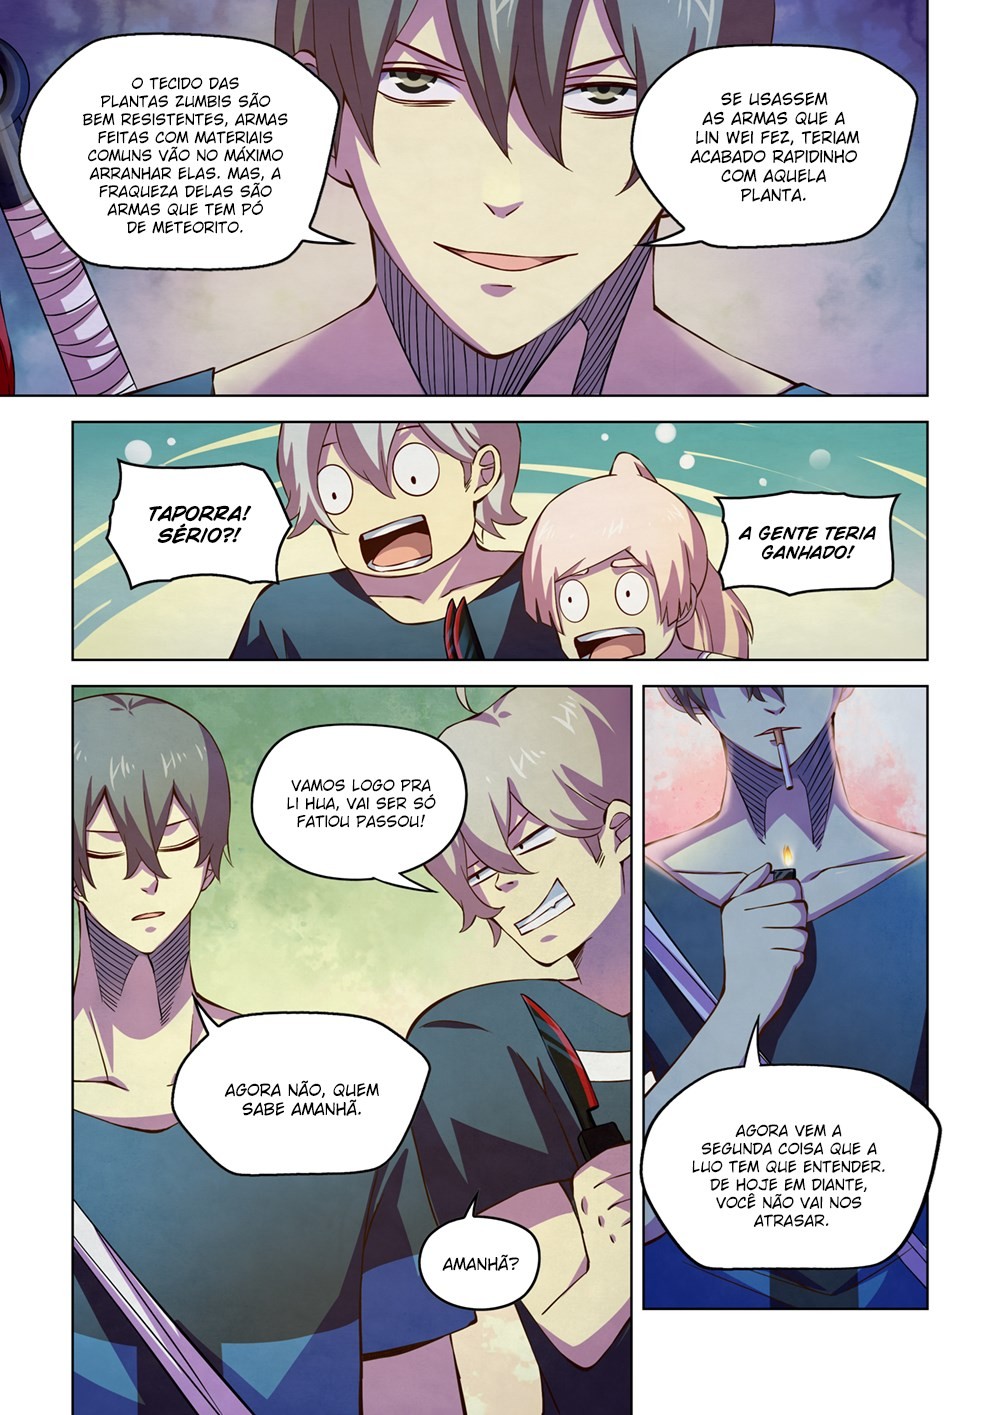 O TECIDO DAS
PLANTAS ZUMBIS SÃO
BEM RESISTENTES, ARMAS
FEITAS COM MATERIAIS
COMUNS VÃO NO MÁXIMO
ARRANHAR ELAS. MAS, A
FRAQUEZA DELAS SÃO
ARMAS QUE TEM PÓ
DE METEORITO.
SE USASSEM
AS ARMAS QUE A
LIN WEI FEZ, TERIAM
ACABADO RAPIDINHO
COM AQUELA
PLANTA.
TAPORRA!
SÉRIO?!
A GENTE TERIA
GANHADO!
VAMOS LOGO PRA
LI HUA, VAI SER SÓ
FATIOU PASSOU!
AGORA NÃO, QUEM
SABE AMANHÃ.
AMANHÃ?
AGORA VEM A
SEGUNDA COISA QUE A
LUO TEM QUE ENTENDER.
DE HOJE EM DIANTE,
VOCÊ NÃO VAI NOS
ATRASAR.